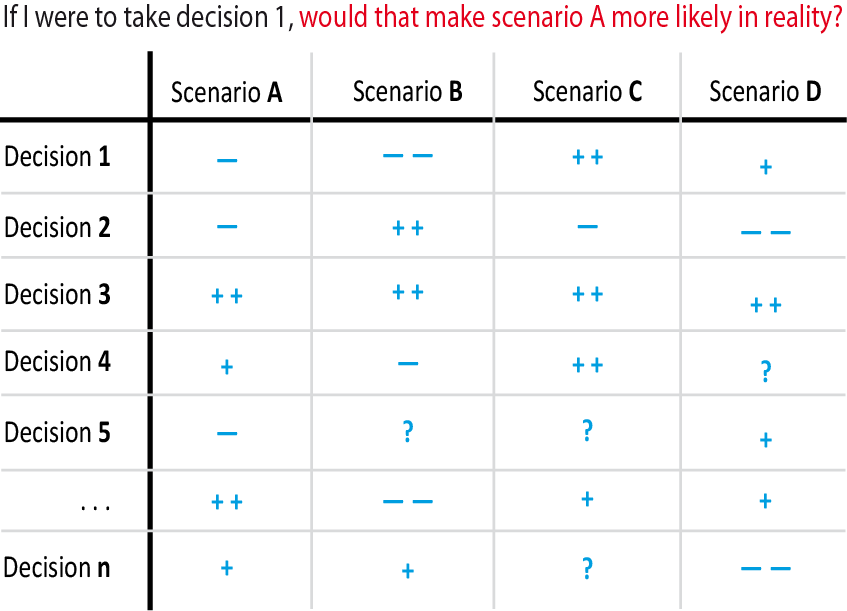 If I were to take decision 1, would that make scenario A more likely in reality?
Scenario A Scenario B Scenario C Scenario D
Decision 1 — — — ++ +
Decision 2 — ++ — — —
Decision 3 ++ ++ ++ ++
Decision 4 + — ++ ?
Decision 5 — ? ? +
... ++ — — + +
Decision n + + ? — —